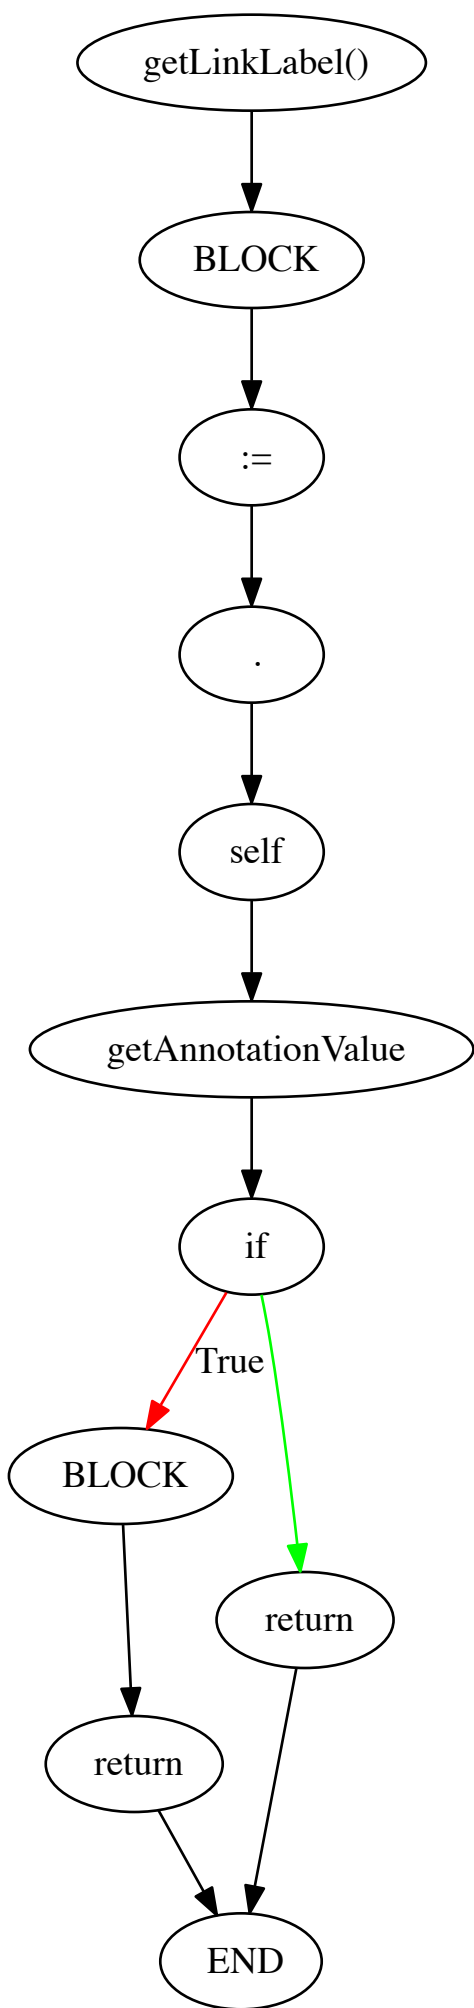 getLinkLabel()
BLOCK
:=
.
self
getAnnotationValue
if
True
BLOCK
return
return
END